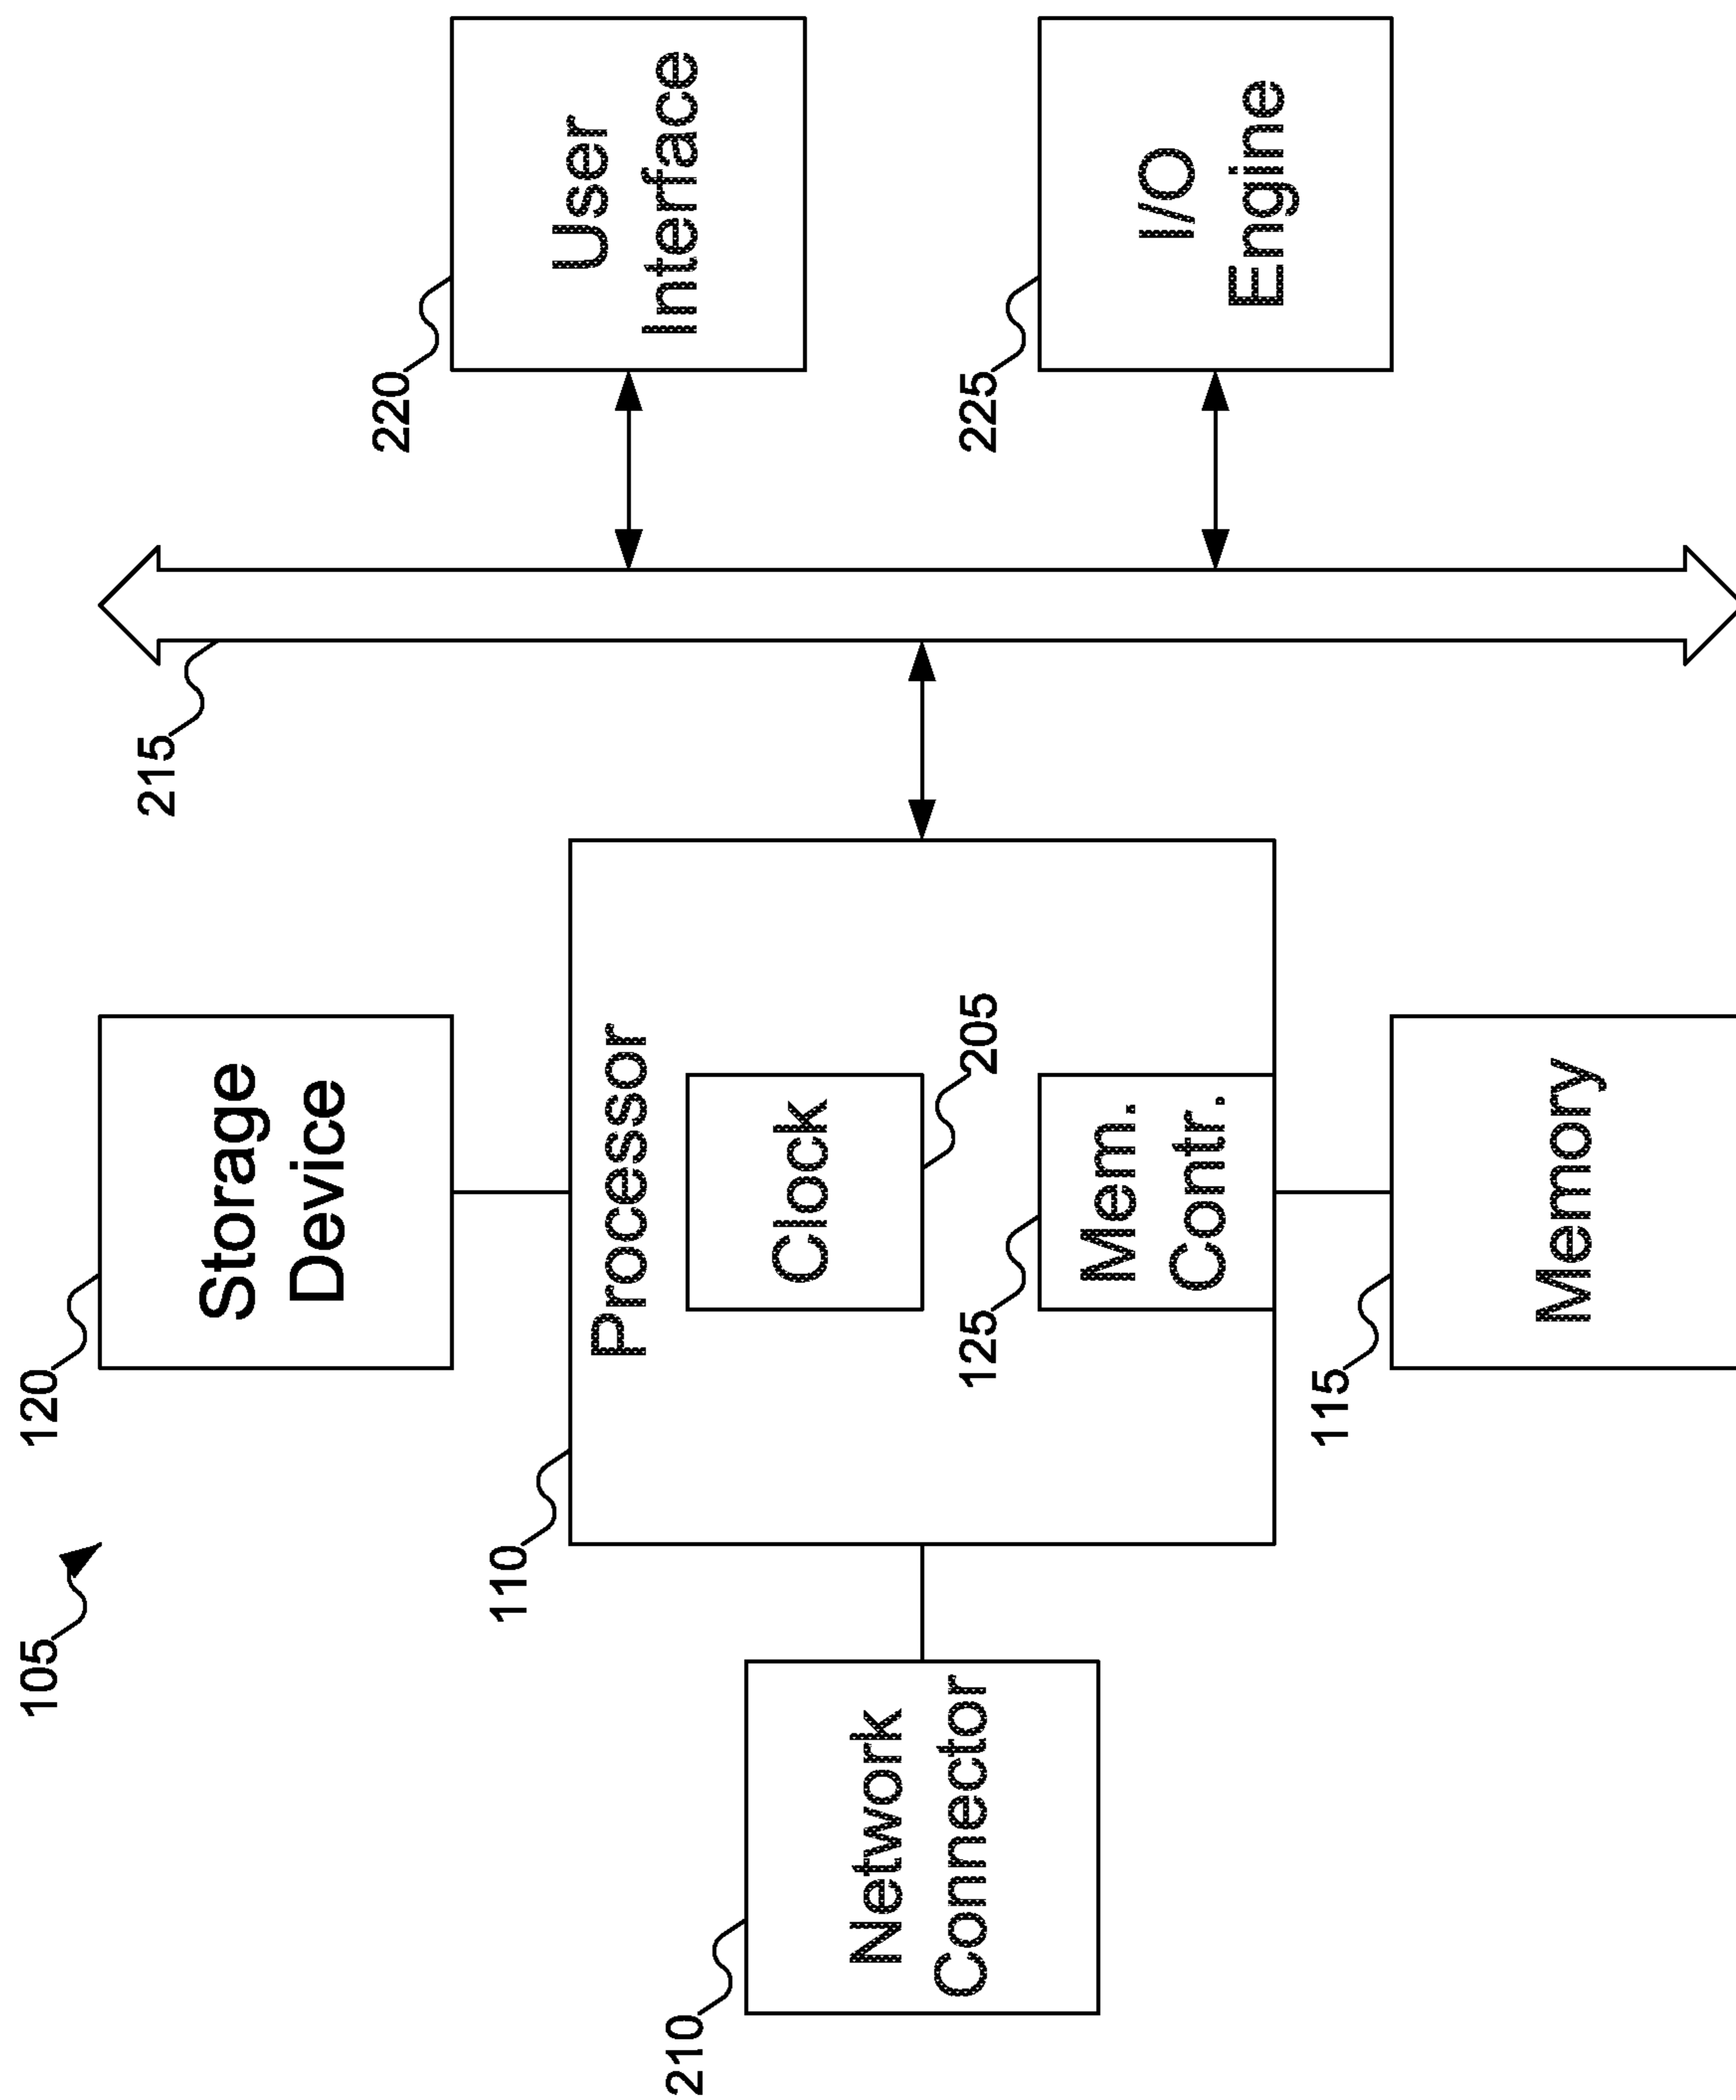 105
120
215
Storage
Device
220
110
User
Interface
Processor
210
Clock
Network
Connector
125
205
225
Mem.
Contr.
I/O
Engine
115
Memory